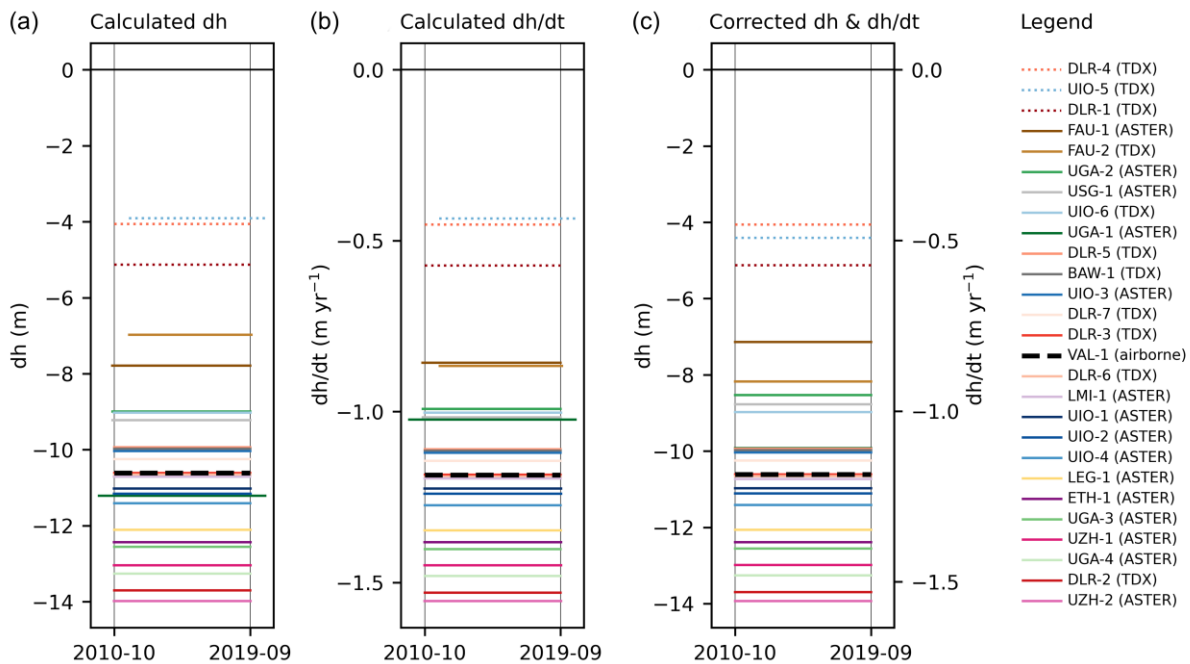 (a) Calculated dh
(b) Calculated dh/dt
(c) Corrected dh & dh/dt
Legend
dh (m)
0
−2
−4
−6
−8
−10
−12
−14
2010-10 2019-09
dh/dt (m yr⁻¹)
0.0
−0.5
−1.0
−1.5
2010-10 2019-09
dh (m)
0
−2
−4
−6
−8
−10
−12
−14
2010-10 2019-09
dh/dt (m yr⁻¹)
0.0
−0.5
−1.0
−1.5
DLR-4 (TDX)
UIO-5 (TDX)
DLR-1 (TDX)
FAU-1 (ASTER)
FAU-2 (TDX)
UGA-2 (ASTER)
USG-1 (ASTER)
UIO-6 (TDX)
UGA-1 (ASTER)
DLR-5 (TDX)
BAW-1 (TDX)
UIO-3 (ASTER)
DLR-7 (TDX)
DLR-3 (TDX)
VAL-1 (airborne)
DLR-6 (TDX)
LMI-1 (ASTER)
UIO-1 (ASTER)
UIO-2 (ASTER)
UIO-4 (ASTER)
LEG-1 (ASTER)
ETH-1 (ASTER)
UGA-3 (ASTER)
UZH-1 (ASTER)
UGA-4 (ASTER)
DLR-2 (TDX)
UZH-2 (ASTER)